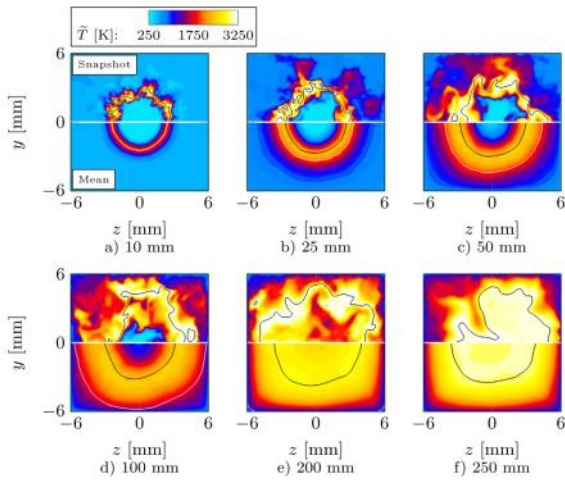 T̃ [K]: 250 1750 3250
Snapshot
6
0
−6
y [mm]
Mean
−6 0 6
−6 0 6
−6 0 6
z [mm] z [mm] z [mm]
a) 10 mm b) 25 mm c) 50 mm
6
0
−6
y [mm]
−6 0 6
−6 0 6
−6 0 6
z [mm] z [mm] z [mm]
d) 100 mm e) 200 mm f) 250 mm